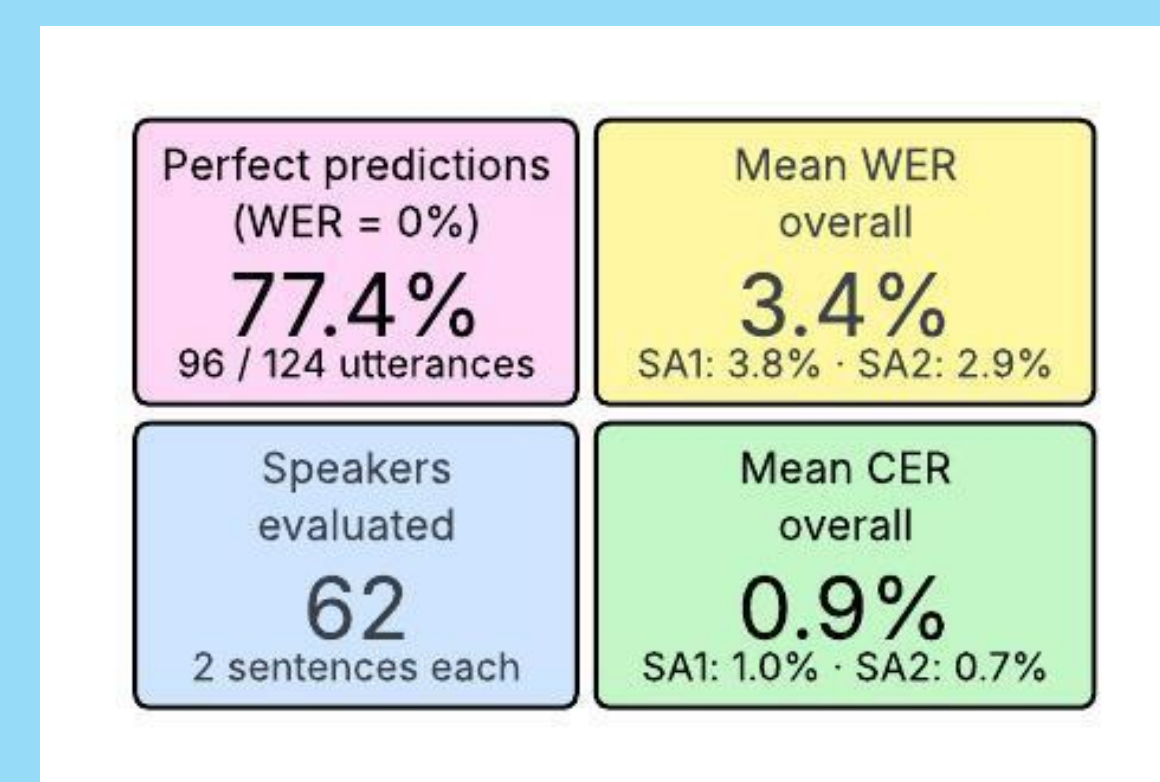 Perfect predictions
(WER = 0%)
77.4%
96 / 124 utterances
Mean WER
overall
3.4%
SA1: 3.8% · SA2: 2.9%
Speakers
evaluated
62
2 sentences each
Mean CER
overall
0.9%
SA1: 1.0% · SA2: 0.7%